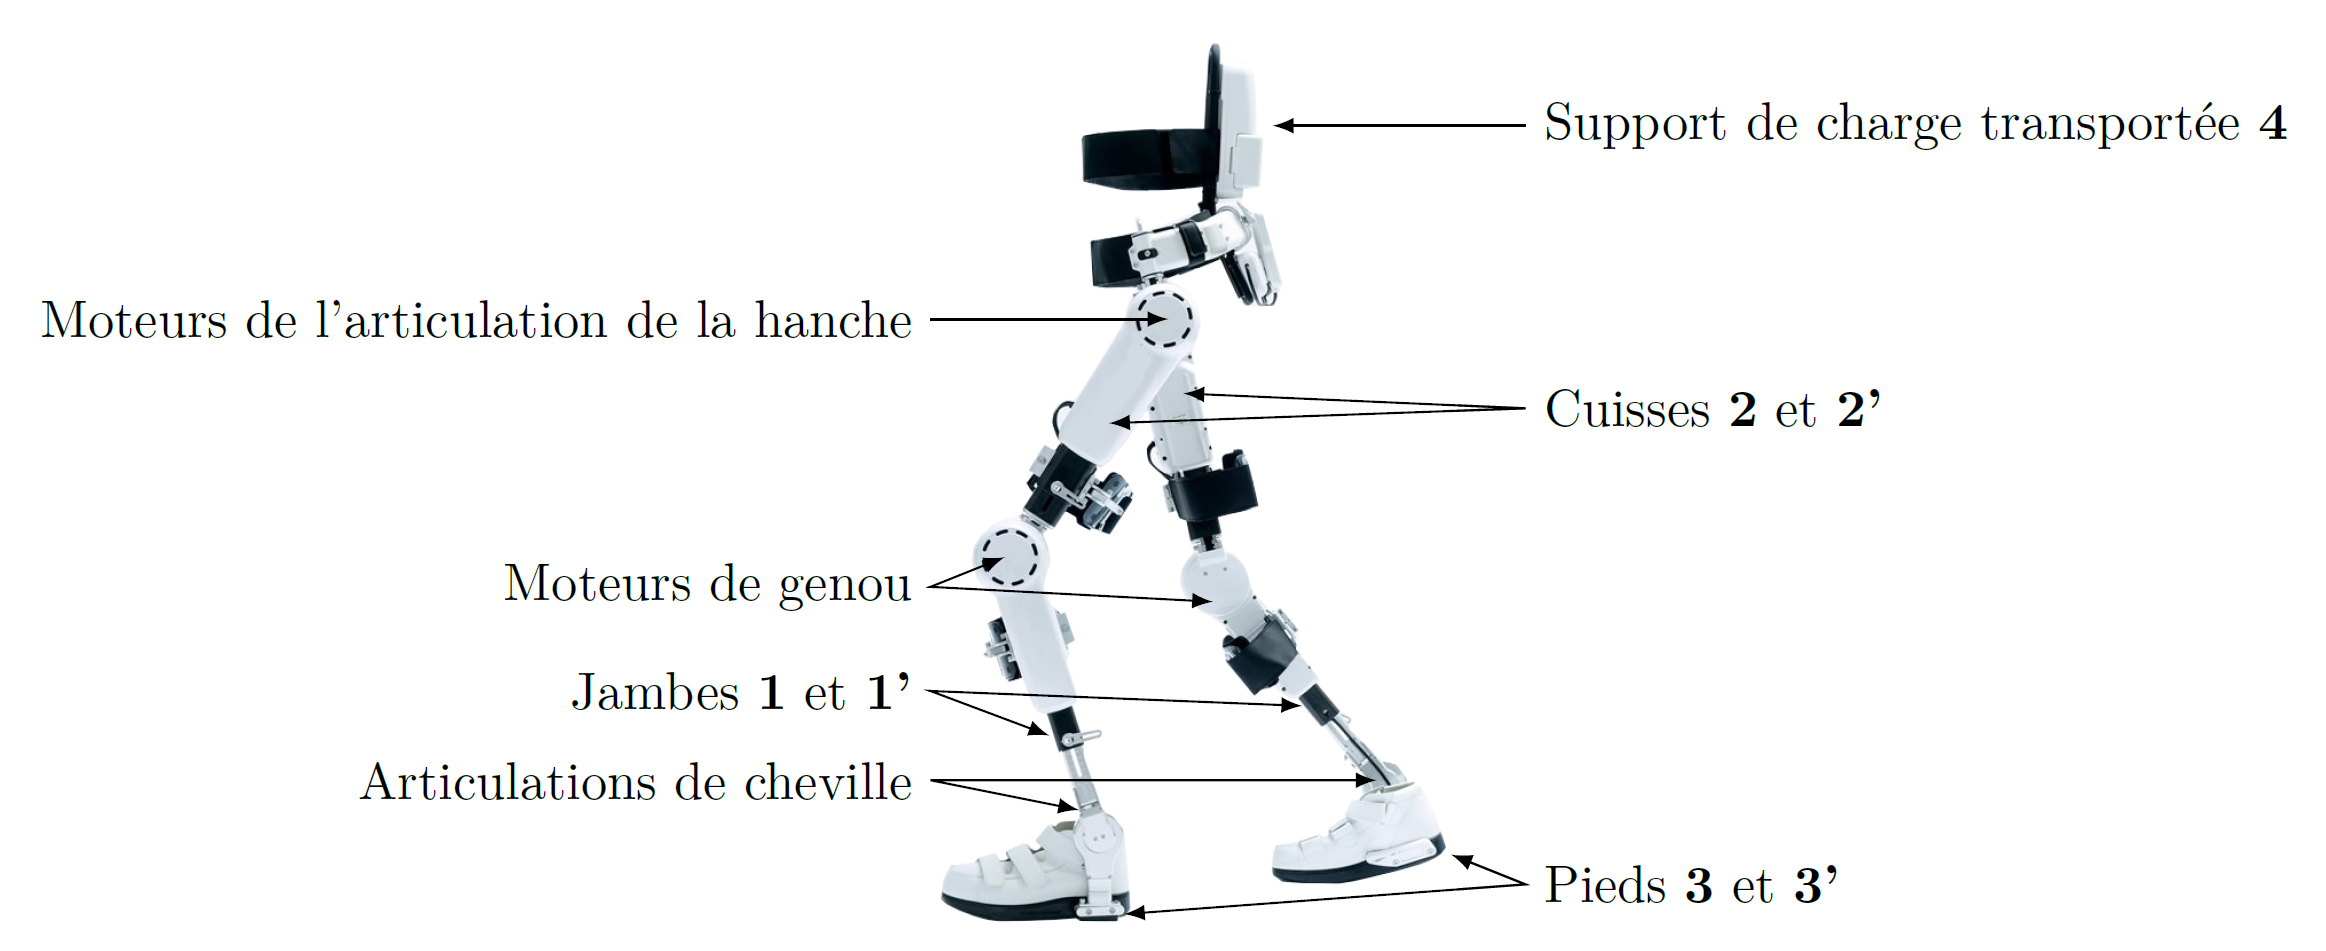 Support de charge transportée 4
Moteurs de l'articulation de la hanche
Cuisses 2 et 2'
Moteurs de genou
Jambes 1 et 1'
Articulations de cheville
Pieds 3 et 3'